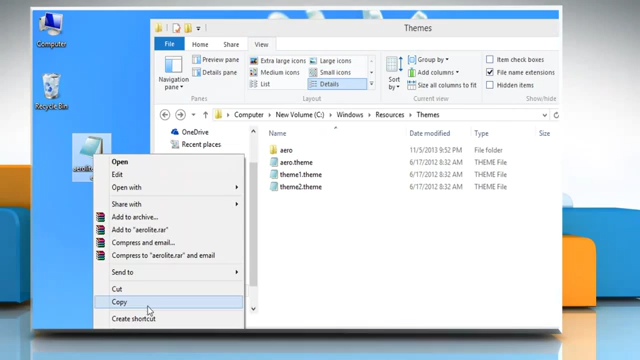 Themes
Computer
Recycle Bin
File
Home
Share
View
Navigation pane
Preview pane
Details pane
Panes
Extra large icons
Large icons
Medium icons
Small icons
List
Details
Layout
Sort by
Group by
Add columns
Size all columns to fit
Current view
Item check boxes
File name extensions
Hidden items
Show/hide
Computer
New Volume (C:)
Windows
Resources
Themes
OneDrive
Recent places
Name
Date modified
Type
Size
aero
11/5/2013 9:52 PM
File folder
aero.theme
6/17/2012 8:32 AM
THEME File
theme1.theme
6/17/2012 8:32 AM
THEME File
theme2.theme
6/17/2012 8:32 AM
THEME File
Open
Edit
Open with
Share with
Add to archive...
Add to "aerolite.rar"
Compress and email...
Compress to "aerolite.rar" and email
Send to
Cut
Copy
Create shortcut